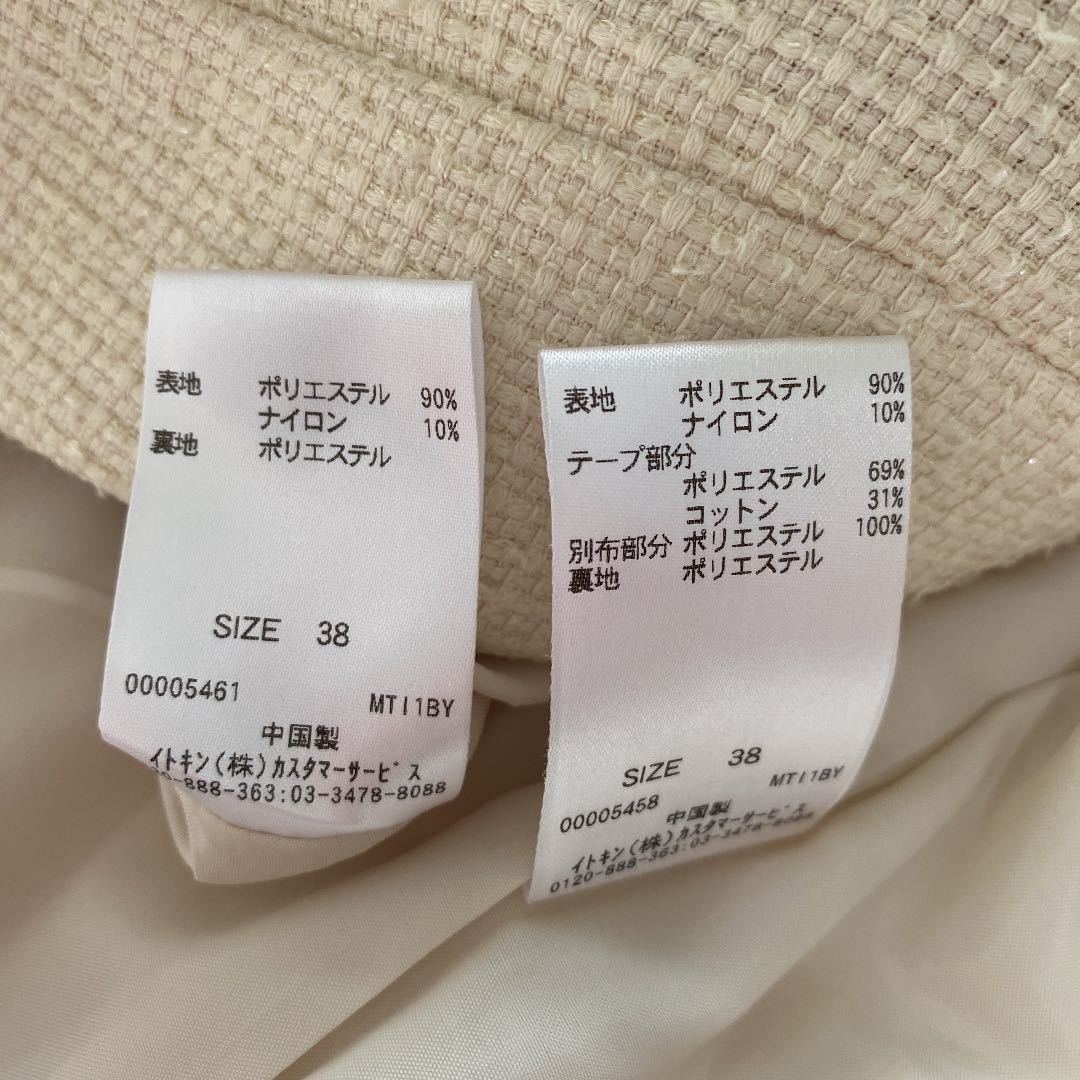 表地 ポリエステル 90%
ナイロン 10%
裏地 ポリエステル
SIZE 38
00005461 MTI1BY
中国製
イトキン(株)カスタマーサービス
-888-363:03-3478-8088
表地 ポリエステル 90%
ナイロン 10%
テープ部分
ポリエステル 69%
コットン 31%
別布部分 ポリエステル 100%
裏地 ポリエステル
SIZE 38
00005458 MTI1BY
中国製
イトキン(株)カスタマーサービス
0120-888-363:03-3478-8088